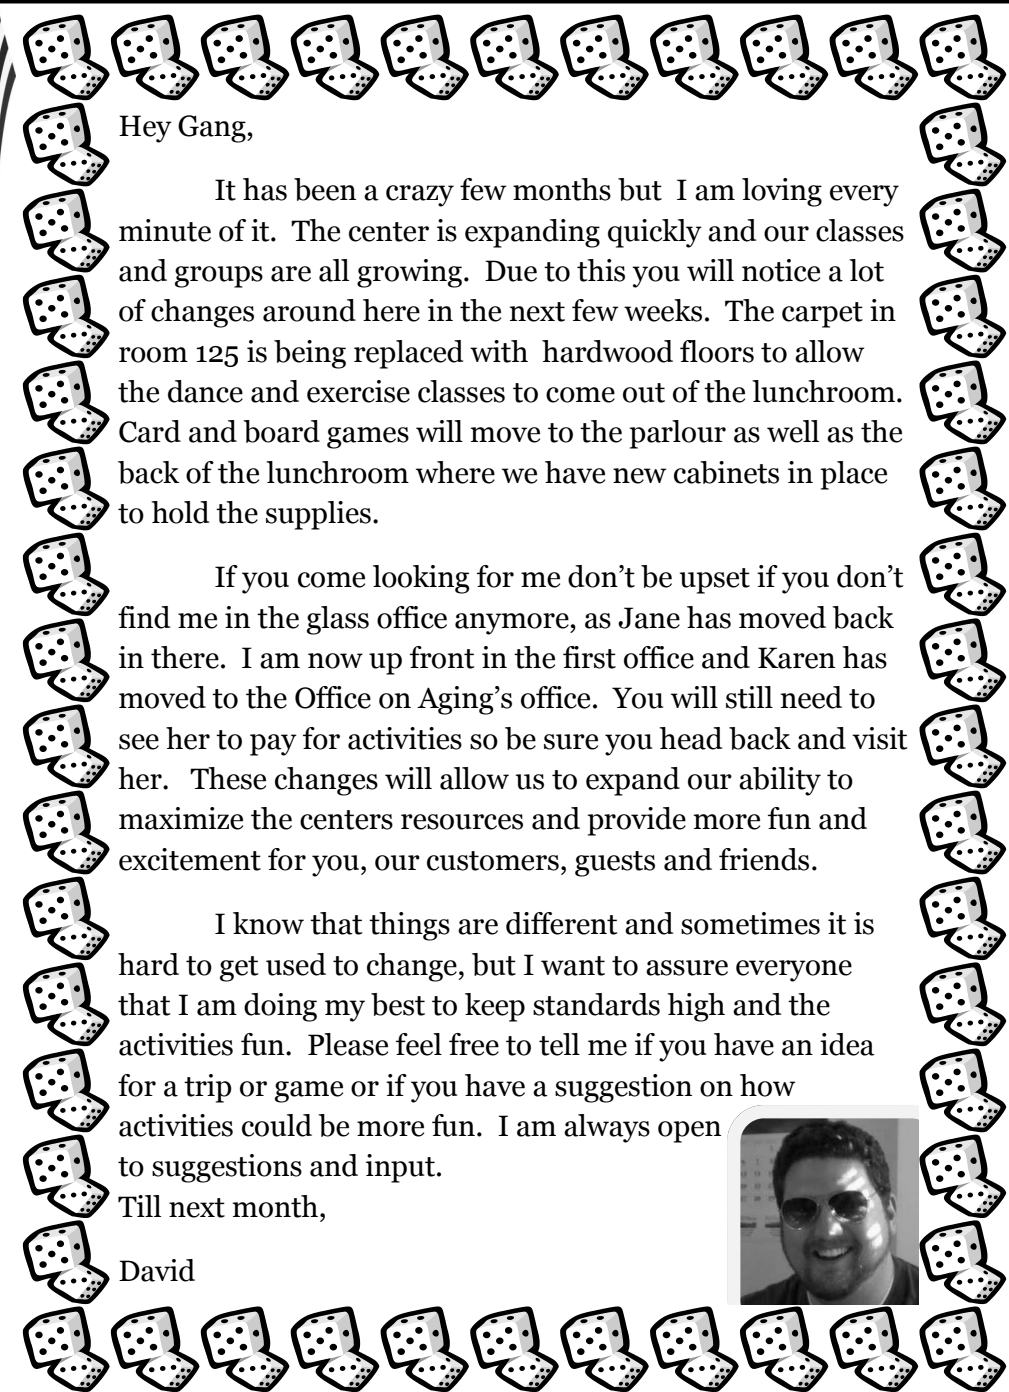 Hey Gang,
It has been a crazy few months but  I am loving every
minute of it.  The center is expanding quickly and our classes
and groups are all growing.  Due to this you will notice a lot
of changes around here in the next few weeks.  The carpet in
room 125 is being replaced with  hardwood floors to allow
the dance and exercise classes to come out of the lunchroom.
Card and board games will move to the parlour as well as the
back of the lunchroom where we have new cabinets in place
to hold the supplies.
If you come looking for me don’t be upset if you don’t
find me in the glass office anymore, as Jane has moved back
in there.  I am now up front in the first office and Karen has
moved to the Office on Aging’s office.  You will still need to
see her to pay for activities so be sure you head back and visit
her.   These changes will allow us to expand our ability to
maximize the centers resources and provide more fun and
excitement for you, our customers, guests and friends.
I know that things are different and sometimes it is
hard to get used to change, but I want to assure everyone
that I am doing my best to keep standards high and the
activities fun.  Please feel free to tell me if you have an idea
for a trip or game or if you have a suggestion on how
activities could be more fun.  I am always open
to suggestions and input.
Till next month,
David